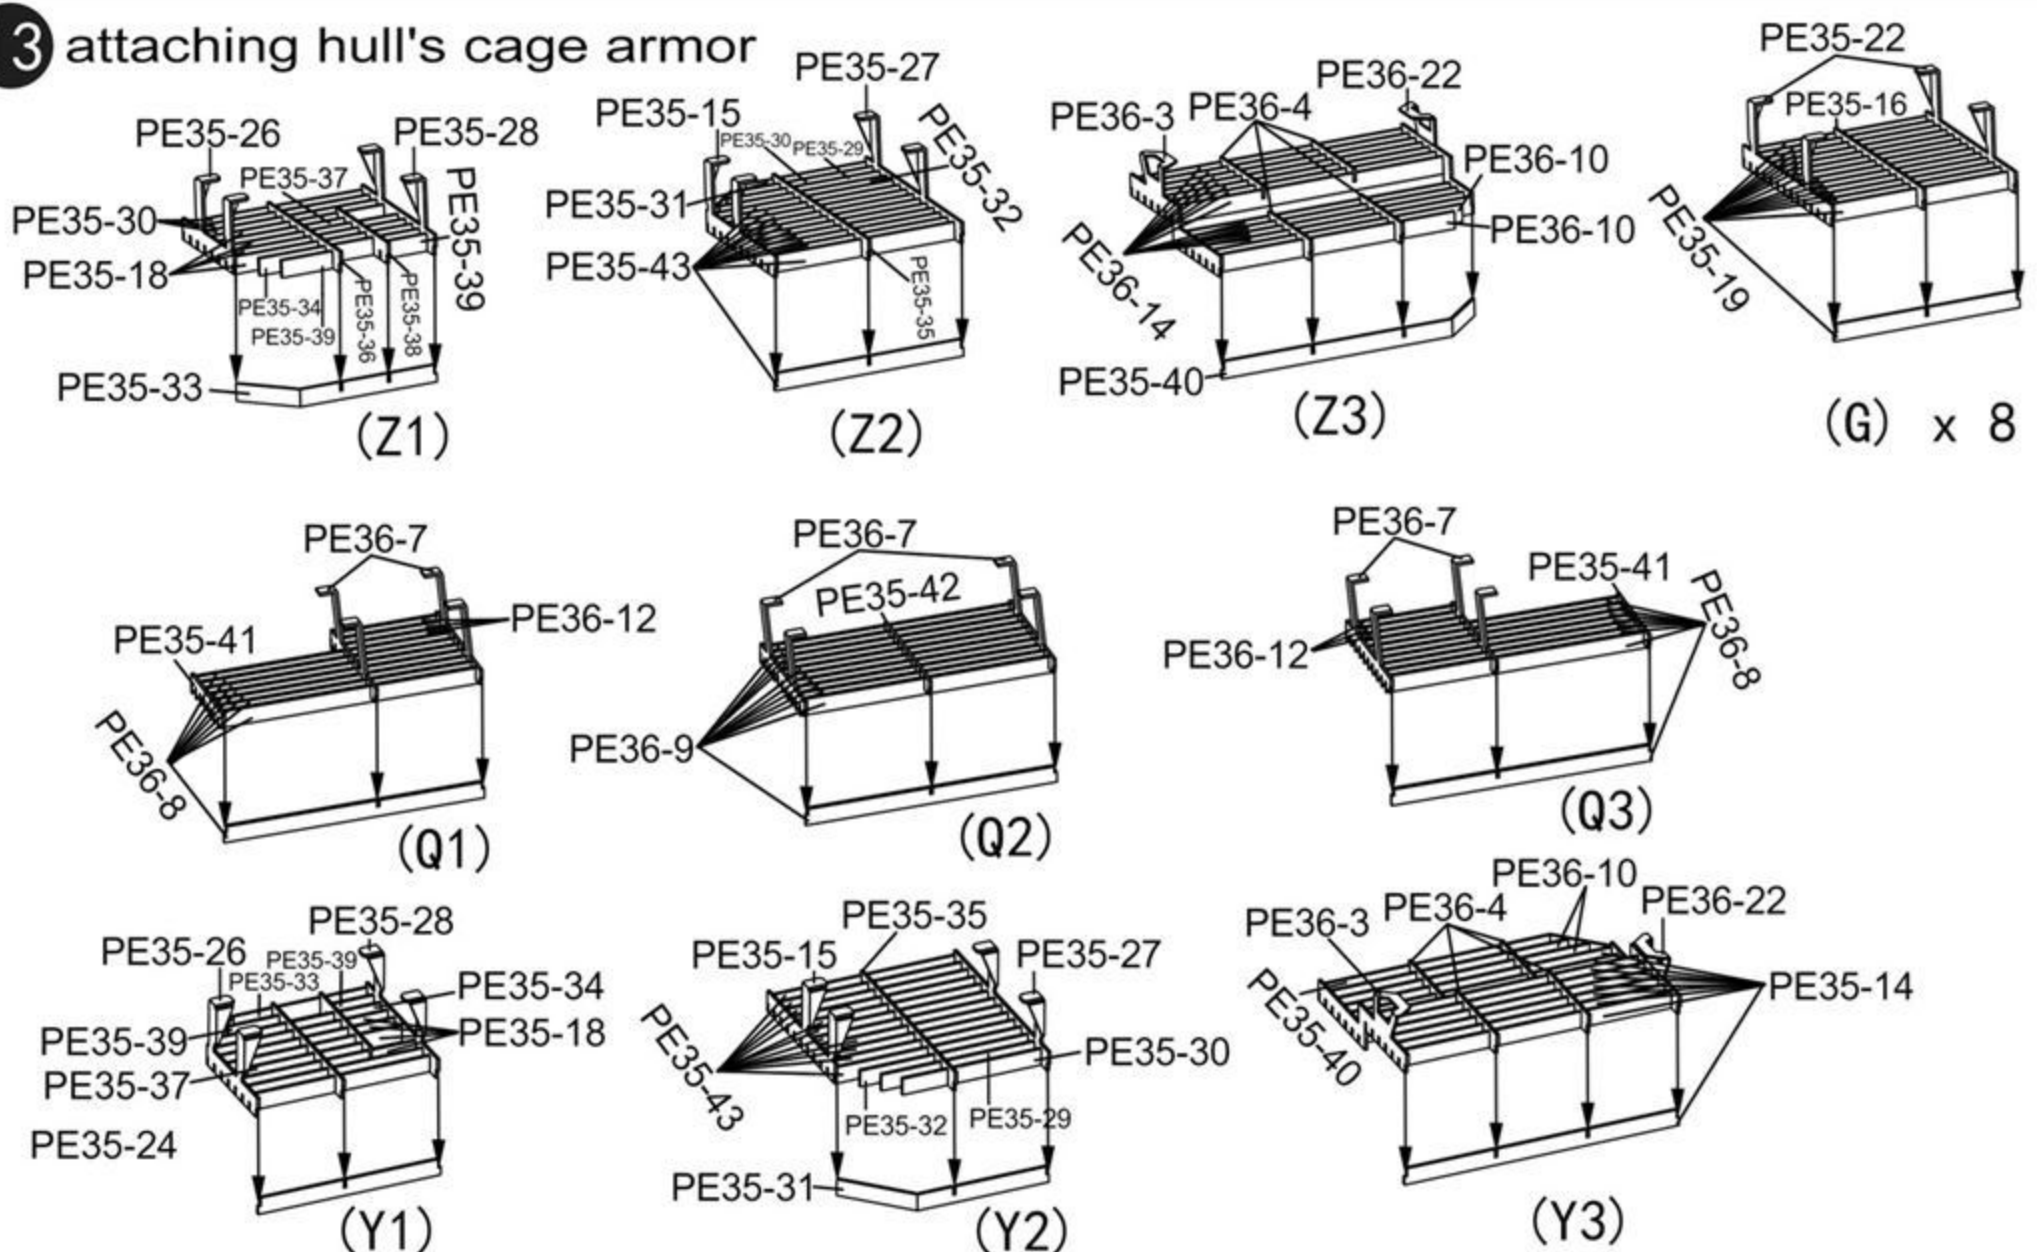 3 attaching hull's cage armor
PE35-26
PE35-28
PE35-37
PE35-30
PE35-18
PE35-39
PE35-34
PE35-39
PE35-36
PE35-38
PE35-33
(Z1)
PE35-27
PE35-15
PE35-30
PE35-29
PE35-32
PE35-31
PE35-43
PE35-35
(Z2)
PE36-22
PE36-3
PE36-4
PE36-10
PE36-10
PE36-14
PE35-40
(Z3)
PE35-22
PE35-16
PE35-19
(G) x 8
PE36-7
PE36-12
PE35-41
PE36-8
(Q1)
PE36-7
PE35-42
PE36-9
(Q2)
PE36-7
PE35-41
PE36-12
PE36-8
(Q3)
PE35-28
PE35-26
PE35-39
PE35-33
PE35-34
PE35-39
PE35-18
PE35-37
PE35-24
(Y1)
PE35-35
PE35-15
PE35-27
PE35-43
PE35-30
PE35-32
PE35-29
PE35-31
(Y2)
PE36-10
PE36-22
PE36-4
PE36-3
PE35-14
PE35-40
(Y3)